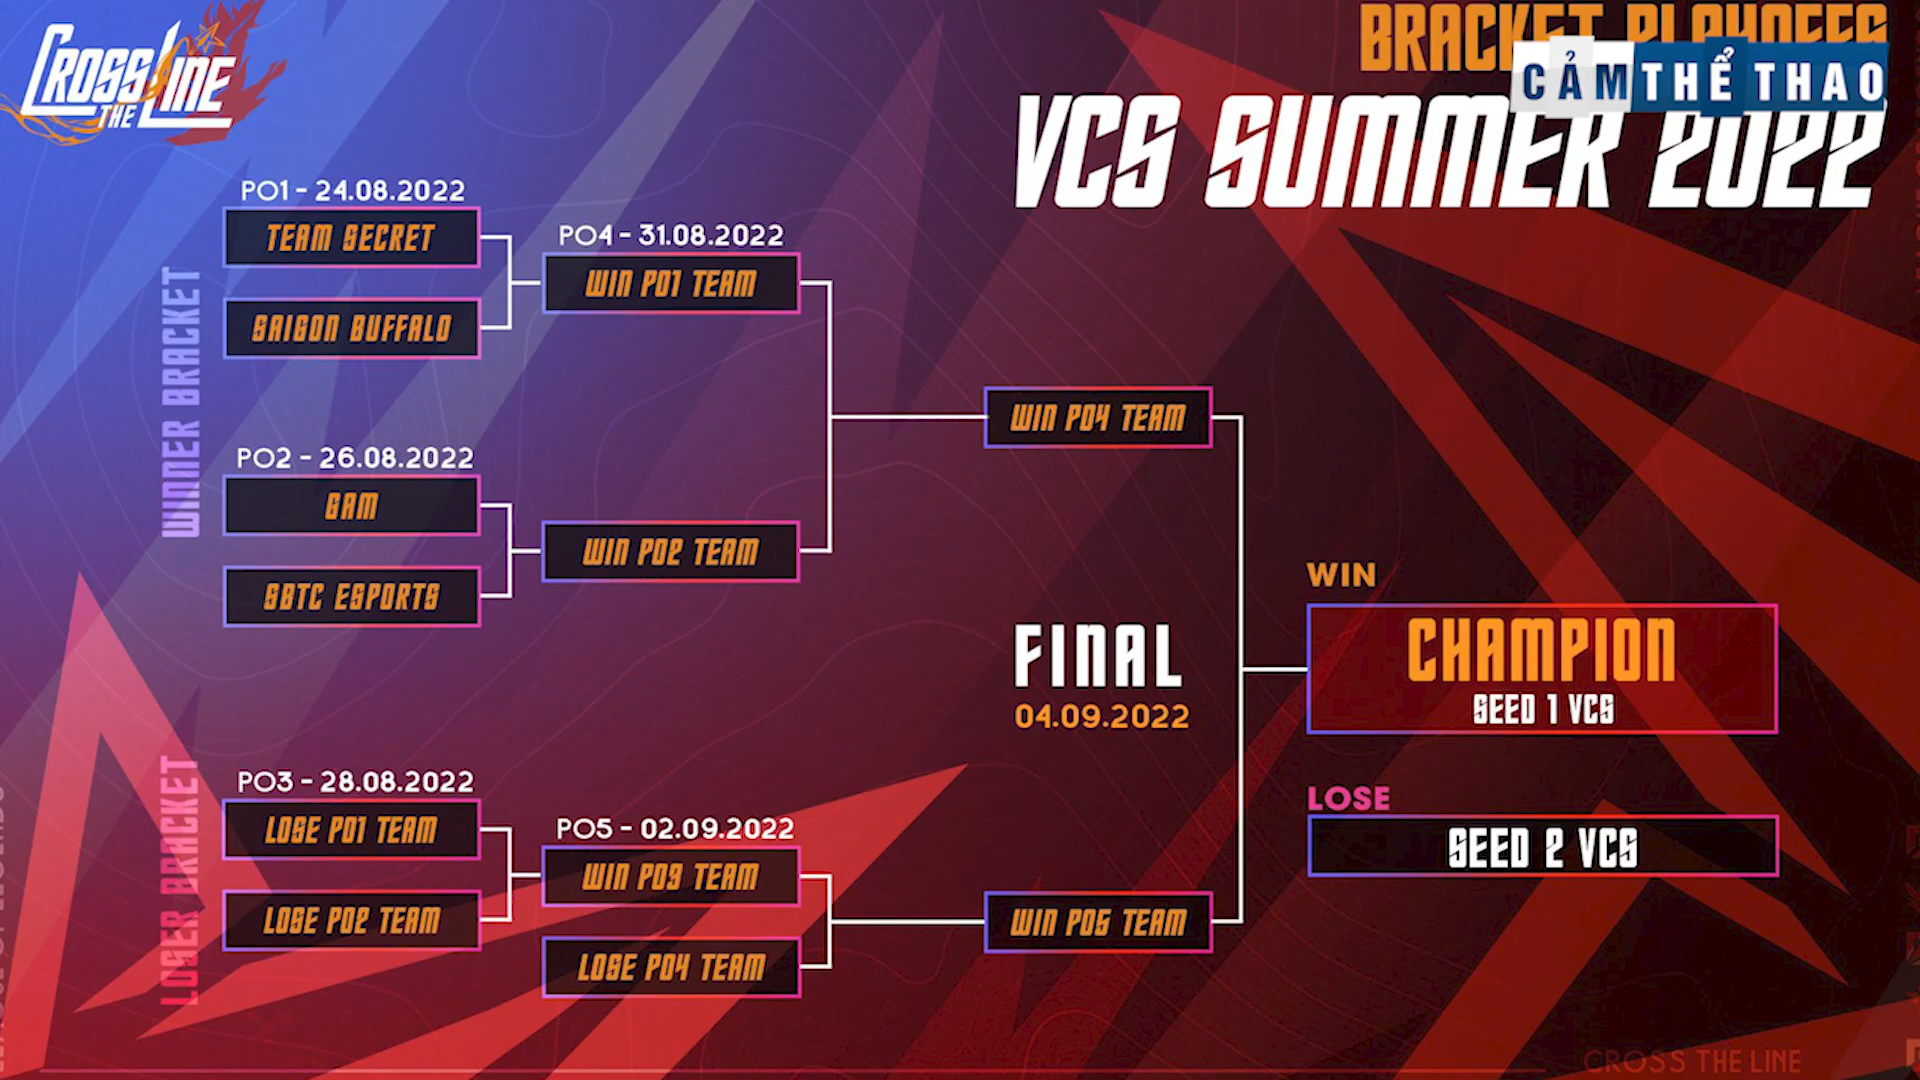 CROSS THE LINE
BRACKET PLAYOFFS
CẢM THỂ THAO
VCS SUMMER 2022
WINNER BRACKET
PO1 - 24.08.2022
TEAM SECRET
SAIGON BUFFALO
PO4 - 31.08.2022
WIN PO1 TEAM
PO2 - 26.08.2022
GAM
SBTC ESPORTS
WIN PO2 TEAM
WIN PO4 TEAM
FINAL
04.09.2022
WIN
CHAMPION
SEED 1 VCS
LOSE
SEED 2 VCS
LOSER BRACKET
PO3 - 28.08.2022
LOSE PO1 TEAM
LOSE PO2 TEAM
PO5 - 02.09.2022
WIN PO3 TEAM
LOSE PO4 TEAM
WIN PO5 TEAM
CROSS THE LINE